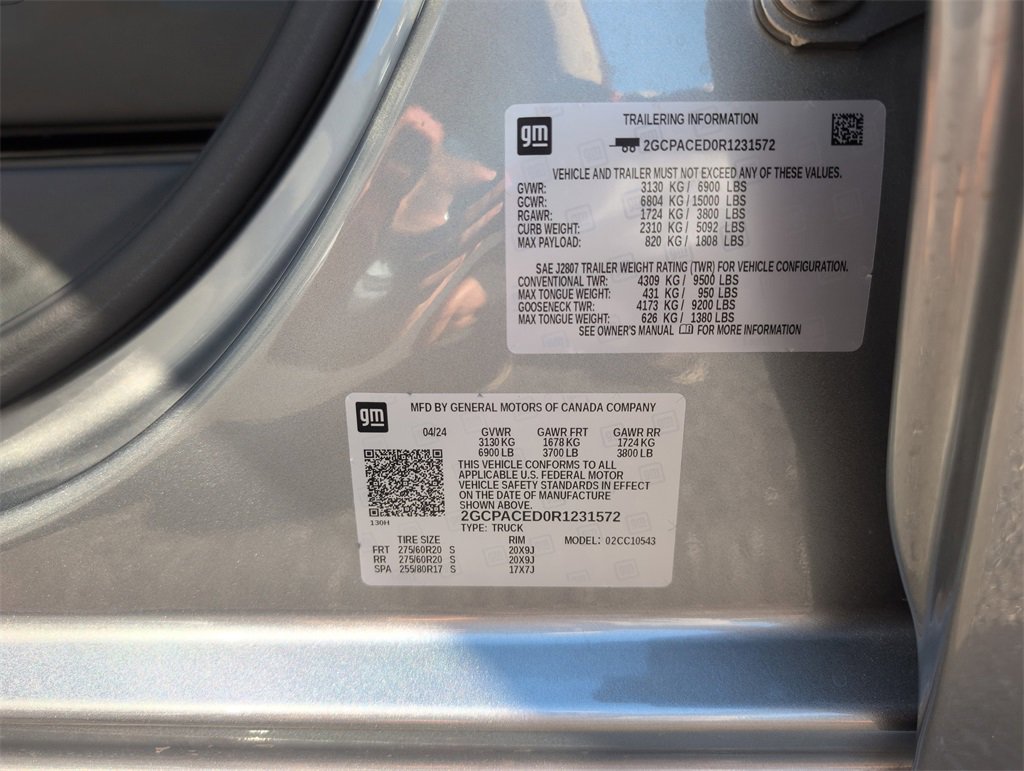 gm
TRAILERING INFORMATION
2GCPACED0R1231572
VEHICLE AND TRAILER MUST NOT EXCEED ANY OF THESE VALUES.
GVWR: 3130 KG / 6900 LBS
GCWR: 6804 KG / 15000 LBS
RGAWR: 1724 KG / 3800 LBS
CURB WEIGHT: 2310 KG / 5092 LBS
MAX PAYLOAD: 820 KG / 1808 LBS
SAE J2807 TRAILER WEIGHT RATING (TWR) FOR VEHICLE CONFIGURATION.
CONVENTIONAL TWR: 4309 KG / 9500 LBS
MAX TONGUE WEIGHT: 431 KG / 950 LBS
GOOSENECK TWR: 4173 KG / 9200 LBS
MAX TONGUE WEIGHT: 626 KG / 1380 LBS
SEE OWNER'S MANUAL FOR MORE INFORMATION
gm
MFD BY GENERAL MOTORS OF CANADA COMPANY
04/24 GVWR GAWR FRT GAWR RR
3130 KG 1678 KG 1724 KG
6900 LB 3700 LB 3800 LB
THIS VEHICLE CONFORMS TO ALL
APPLICABLE U.S. FEDERAL MOTOR
VEHICLE SAFETY STANDARDS IN EFFECT
ON THE DATE OF MANUFACTURE
SHOWN ABOVE.
2GCPACED0R1231572
130H
TYPE: TRUCK
TIRE SIZE RIM MODEL: 02CC10543
FRT 275/60R20 S 20X9J
RR 275/60R20 S 20X9J
SPA 255/80R17 S 17X7J